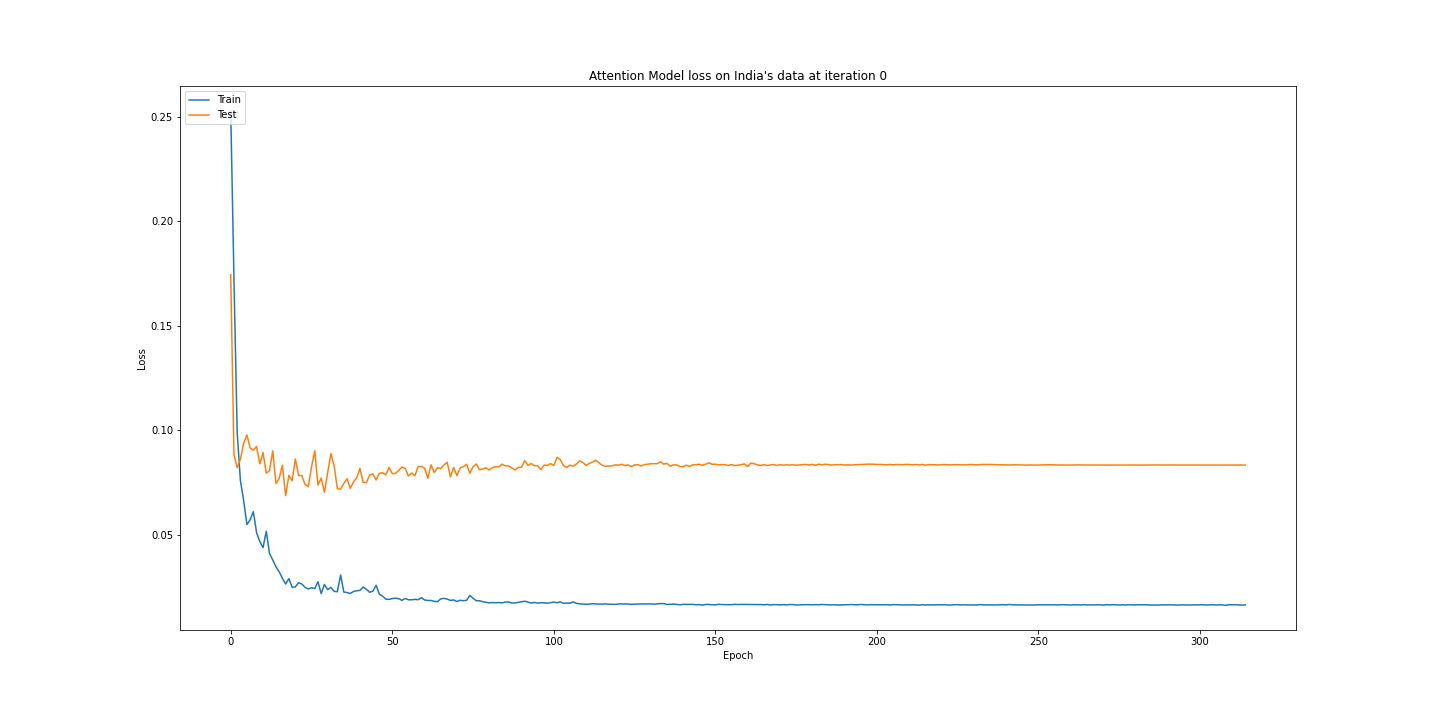 Attention Model loss on India's data at iteration 0
Train
Test
0.25
0.20
0.15
0.10
0.05
Loss
0 50 100 150 200 250 300
Epoch